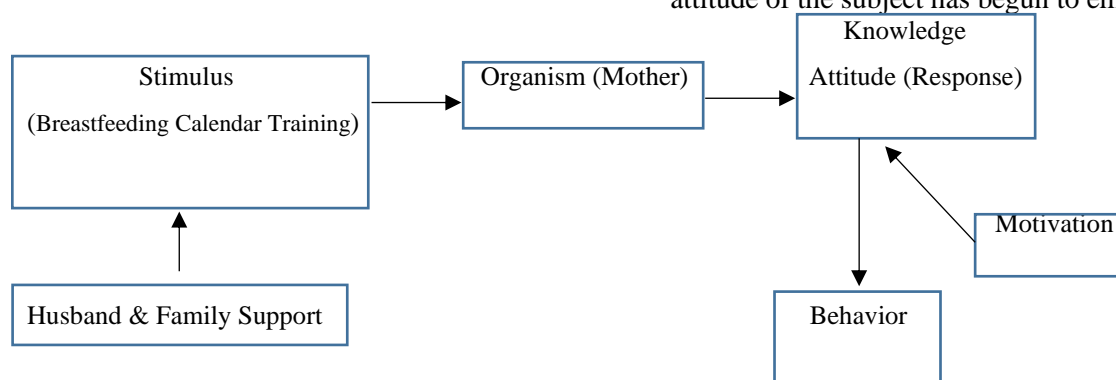 attitude of the subject has begun to
Knowledge
Stimulus
Organism (Mother)
Attitude (Response)
(Breastfeeding Calendar Training)
Motivation
Husband & Family Support
Behavior